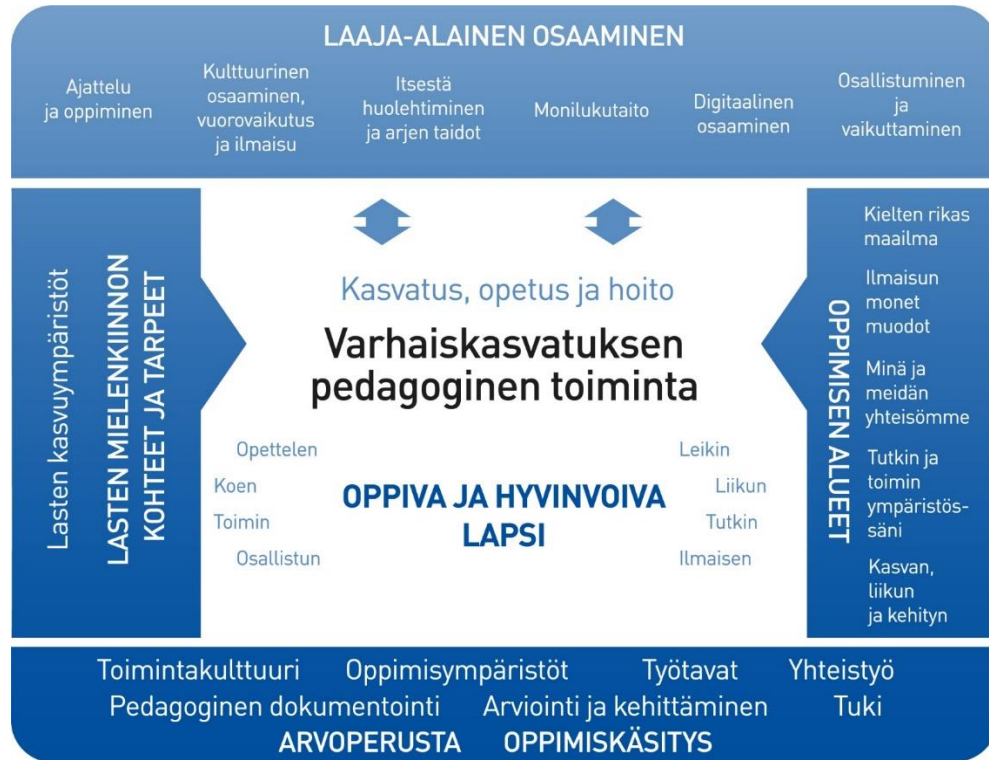 LAAJA-ALAINEN OSAAMINEN
Ajattelu
ja oppiminen
Kulttuurinen
osaaminen,
vuorovaikutus
ja ilmaisu
Itsestä
huolehtiminen
ja arjen taidot
Monilukutaito
Digitaalinen
osaaminen
Osallistuminen
ja
vaikuttaminen
Lasten kasvuympäristöt
LASTEN MIELENKIINNON
KOHTEET JA TARPEET
Kasvatus, opetus ja hoito
Varhaiskasvatuksen
pedagoginen toiminta
Opettelen
Koen
Toimin
Osallistun
OPPIVA JA HYVINVOIVA
LAPSI
Leikin
Liikun
Tutkin
Ilmaisen
OPPIMISEN ALUEET
Kielten rikas
maailma
Ilmaisun
monet
muodot
Minä ja
meidän
yhteisömme
Tutkin ja
toimin
ympäristös-
säni
Kasvan,
liikun
ja kehityn
Toimintakulttuuri Oppimisympäristöt Työtavat Yhteistyö
Pedagoginen dokumentointi Arviointi ja kehittäminen Tuki
ARVOPERUSTA OPPIMISKÄSITYS